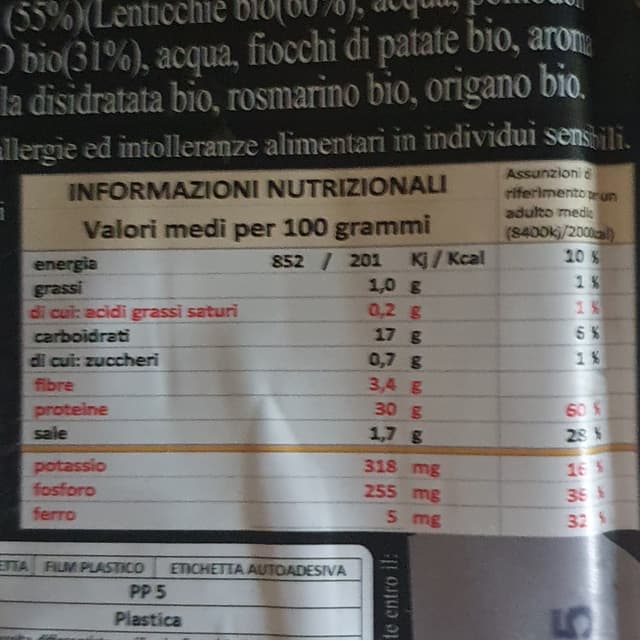 (55%)(Lenticchie bio(60%), acqua,
bio(31%), acqua, fiocchi di patate bio,
disidratata bio, rosmarino bio, origano bio.
allergie ed intolleranze alimentari in individui sensibili.
INFORMAZIONI NUTRIZIONALI
Valori medi per 100 grammi
Assunzioni di
riferimento per un
adulto medio
(8400kj/2000kcal)
energia 852 / 201 Kj / Kcal 10 %
grassi 1,0 g 1 %
di cui: acidi grassi saturi 0,2 g 1 %
carboidrati 17 g 6 %
di cui: zuccheri 0,7 g 1 %
fibre 3,4 g
proteine 30 g 60 %
sale 1,7 g 28 %
potassio 318 mg 16 %
fosforo 255 mg 36 %
ferro 5 mg 32 %
FILM PLASTICO ETICHETTA AUTOADESIVA
PP 5
Plastica
entro il:
5